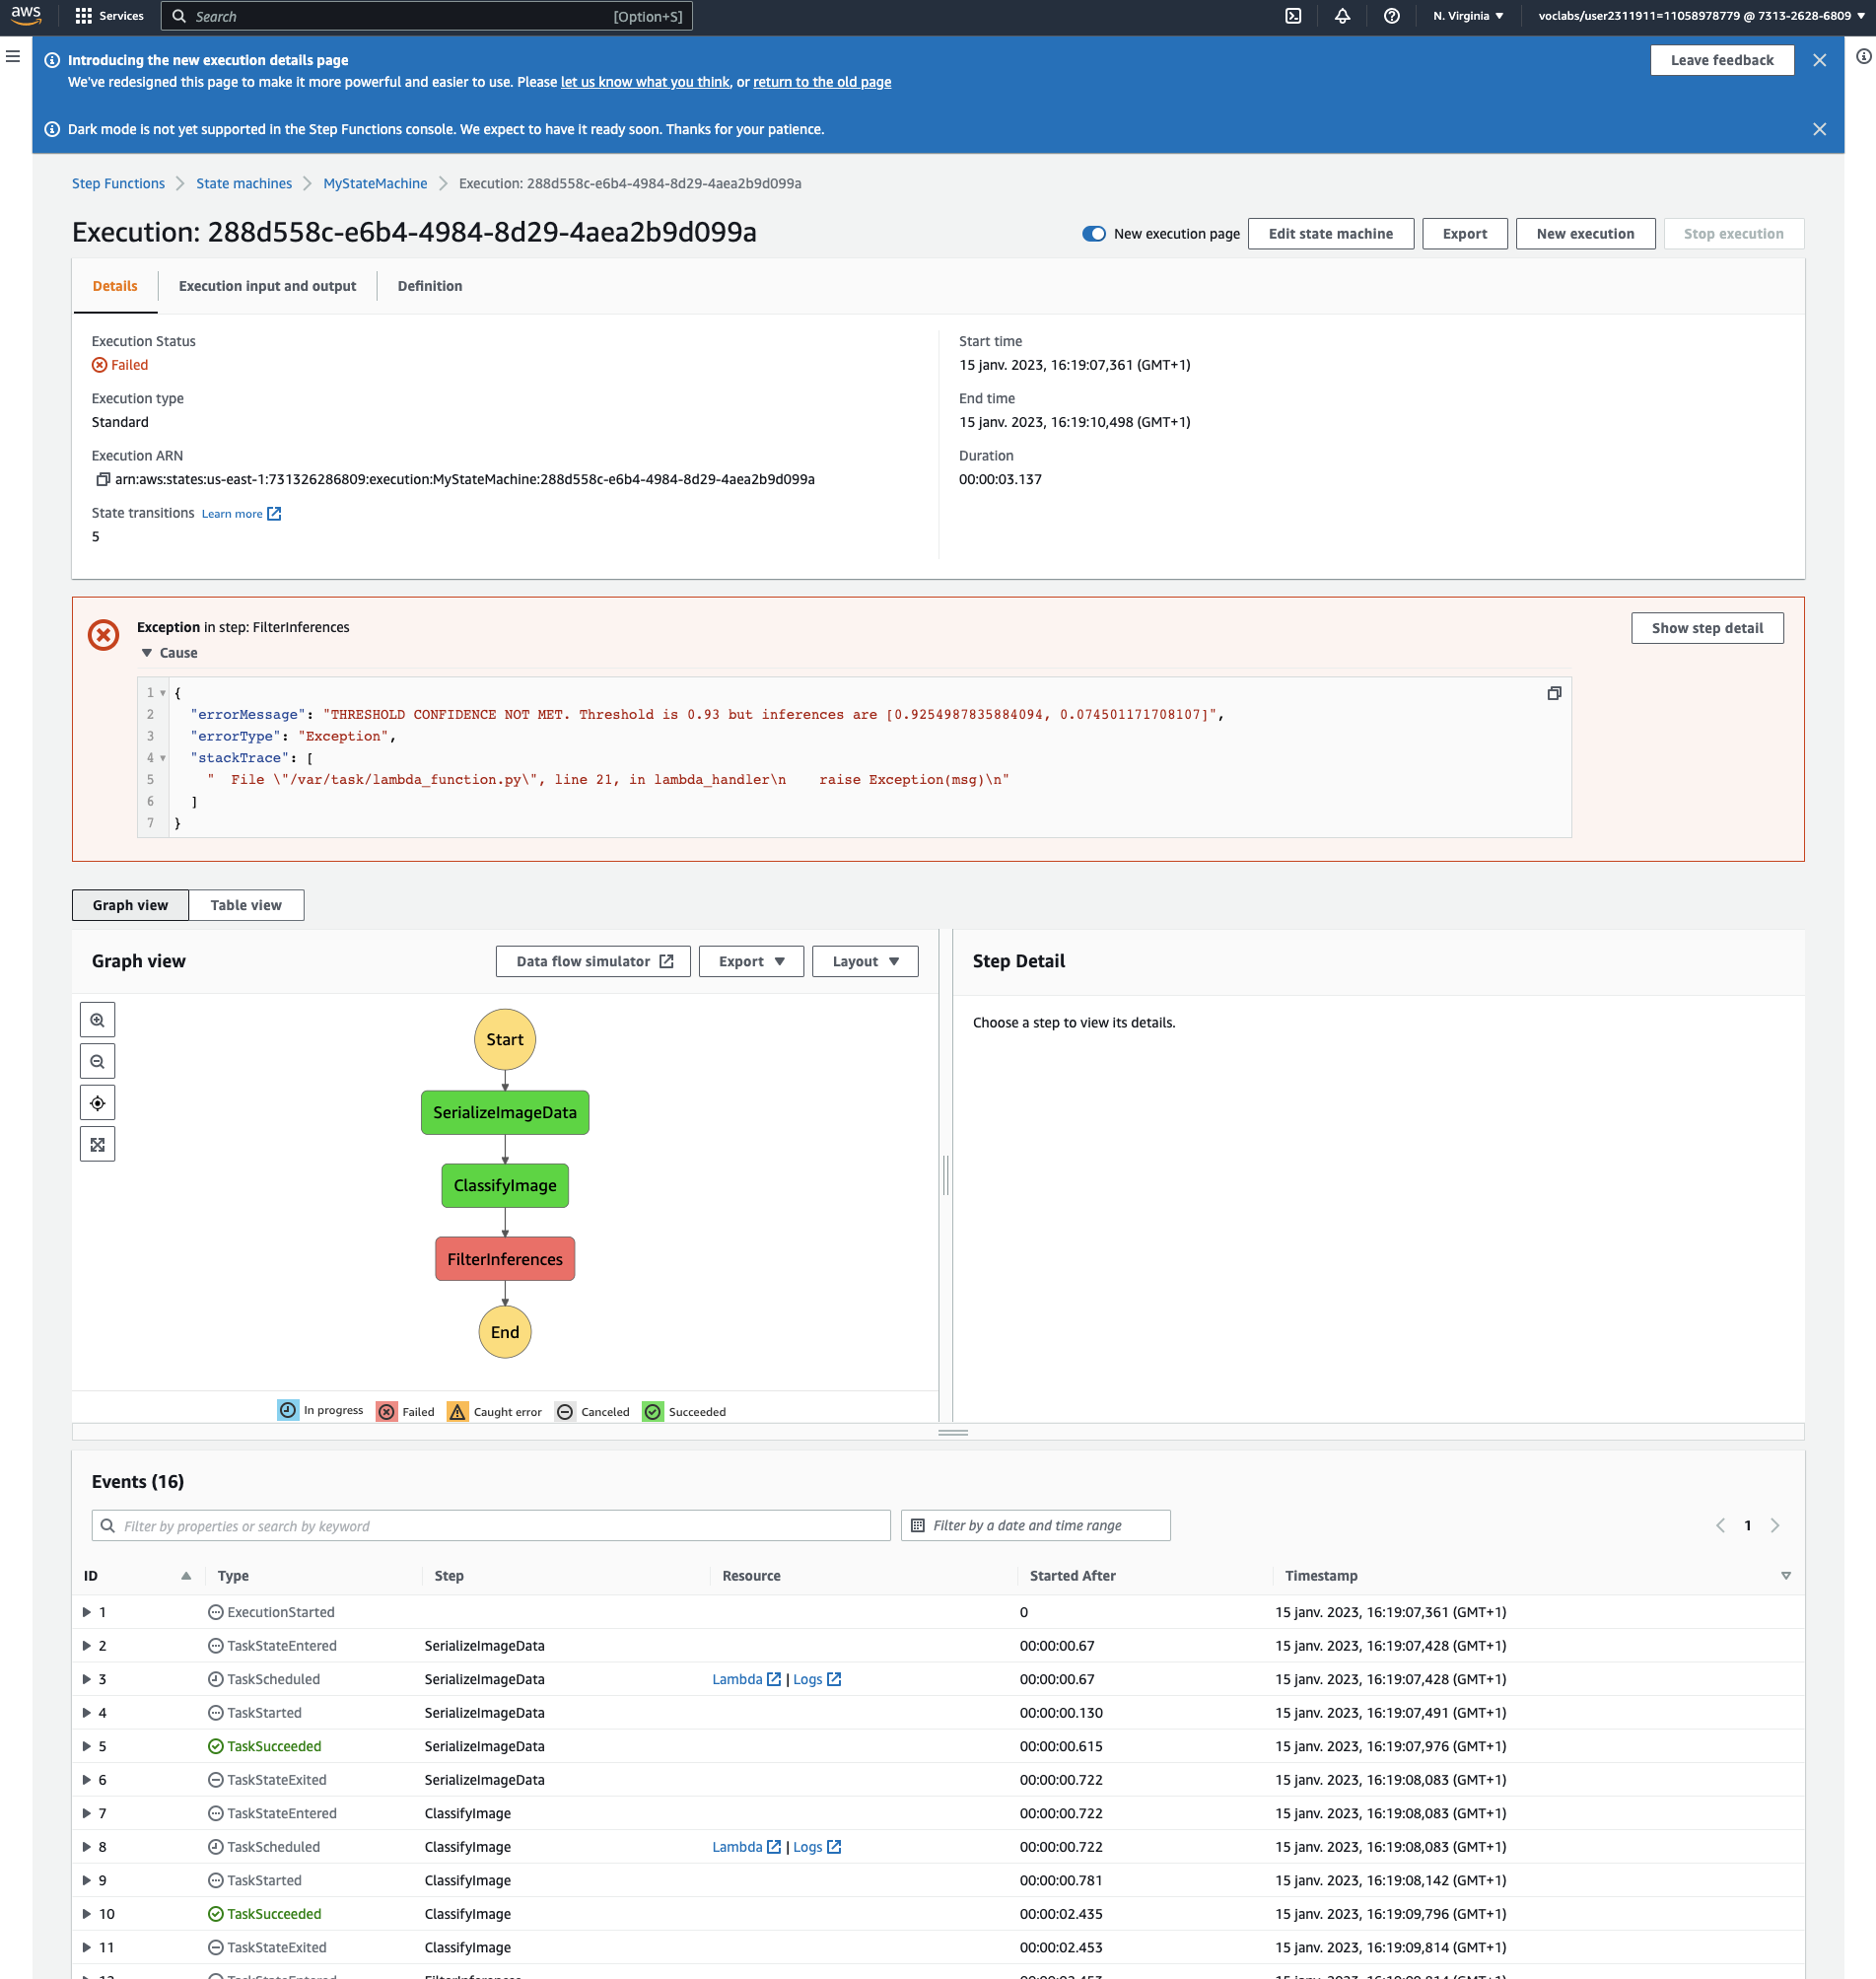 aws Services Search [Option+S] N. Virginia ▼ voclabs/user2311911=11058978779 @ 7313-2628-6809 ▼
Introducing the new execution details page
We've redesigned this page to make it more powerful and easier to use. Please let us know what you think, or return to the old page
Leave feedback
Dark mode is not yet supported in the Step Functions console. We expect to have it ready soon. Thanks for your patience.
Step Functions > State machines > MyStateMachine > Execution: 288d558c-e6b4-4984-8d29-4aea2b9d099a
Execution: 288d558c-e6b4-4984-8d29-4aea2b9d099a
New execution page Edit state machine Export New execution Stop execution
Details Execution input and output Definition
Execution Status
Failed
Execution type
Standard
Execution ARN
arn:aws:states:us-east-1:731326286809:execution:MyStateMachine:288d558c-e6b4-4984-8d29-4aea2b9d099a
State transitions Learn more
5
Start time
15 janv. 2023, 16:19:07,361 (GMT+1)
End time
15 janv. 2023, 16:19:10,498 (GMT+1)
Duration
00:00:03.137
Exception in step: FilterInferences
Show step detail
▼ Cause
1 {
2 "errorMessage": "THRESHOLD CONFIDENCE NOT MET. Threshold is 0.93 but inferences are [0.9254987835884094, 0.074501171708107]",
3 "errorType": "Exception",
4 "stackTrace": [
5 "  File \"/var/task/lambda_function.py\", line 21, in lambda_handler\n    raise Exception(msg)\n"
6 ]
7 }
Graph view Table view
Graph view Data flow simulator Export ▼ Layout ▼
Start
SerializeImageData
ClassifyImage
FilterInferences
End
In progress Failed Caught error Canceled Succeeded
Step Detail
Choose a step to view its details.
Events (16)
Filter by properties or search by keyword Filter by a date and time range < 1 >
ID Type Step Resource Started After Timestamp
1 ExecutionStarted 0 15 janv. 2023, 16:19:07,361 (GMT+1)
2 TaskStateEntered SerializeImageData 00:00:00.67 15 janv. 2023, 16:19:07,428 (GMT+1)
3 TaskScheduled SerializeImageData Lambda | Logs 00:00:00.67 15 janv. 2023, 16:19:07,428 (GMT+1)
4 TaskStarted SerializeImageData 00:00:00.130 15 janv. 2023, 16:19:07,491 (GMT+1)
5 TaskSucceeded SerializeImageData 00:00:00.615 15 janv. 2023, 16:19:07,976 (GMT+1)
6 TaskStateExited SerializeImageData 00:00:00.722 15 janv. 2023, 16:19:08,083 (GMT+1)
7 TaskStateEntered ClassifyImage 00:00:00.722 15 janv. 2023, 16:19:08,083 (GMT+1)
8 TaskScheduled ClassifyImage Lambda | Logs 00:00:00.722 15 janv. 2023, 16:19:08,083 (GMT+1)
9 TaskStarted ClassifyImage 00:00:00.781 15 janv. 2023, 16:19:08,142 (GMT+1)
10 TaskSucceeded ClassifyImage 00:00:02.435 15 janv. 2023, 16:19:09,796 (GMT+1)
11 TaskStateExited ClassifyImage 00:00:02.453 15 janv. 2023, 16:19:09,814 (GMT+1)